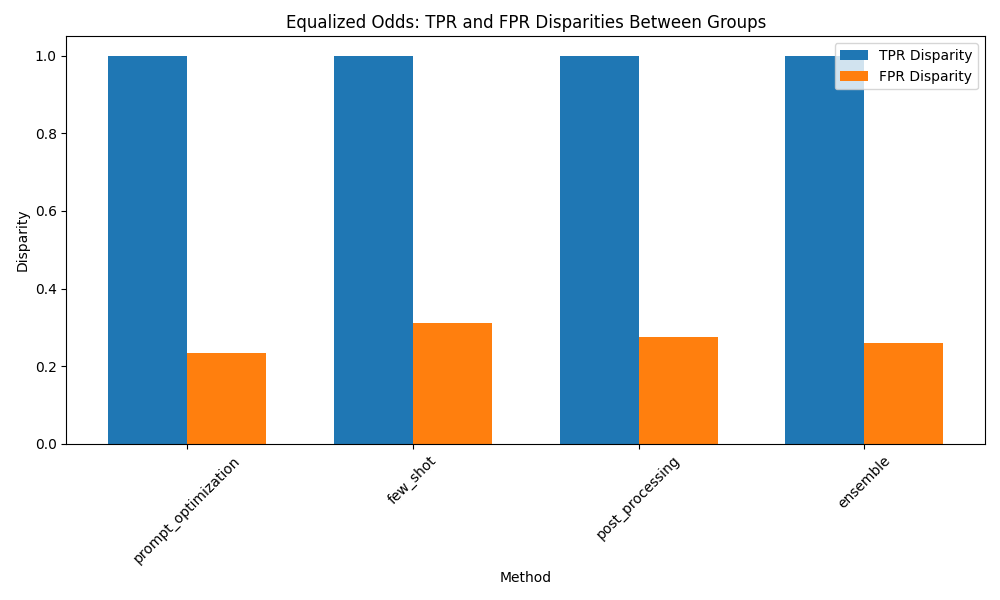 Equalized Odds: TPR and FPR Disparities Between Groups
TPR Disparity
FPR Disparity
Disparity
1.0
0.8
0.6
0.4
0.2
0.0
prompt_optimization
few_shot
post_processing
ensemble
Method